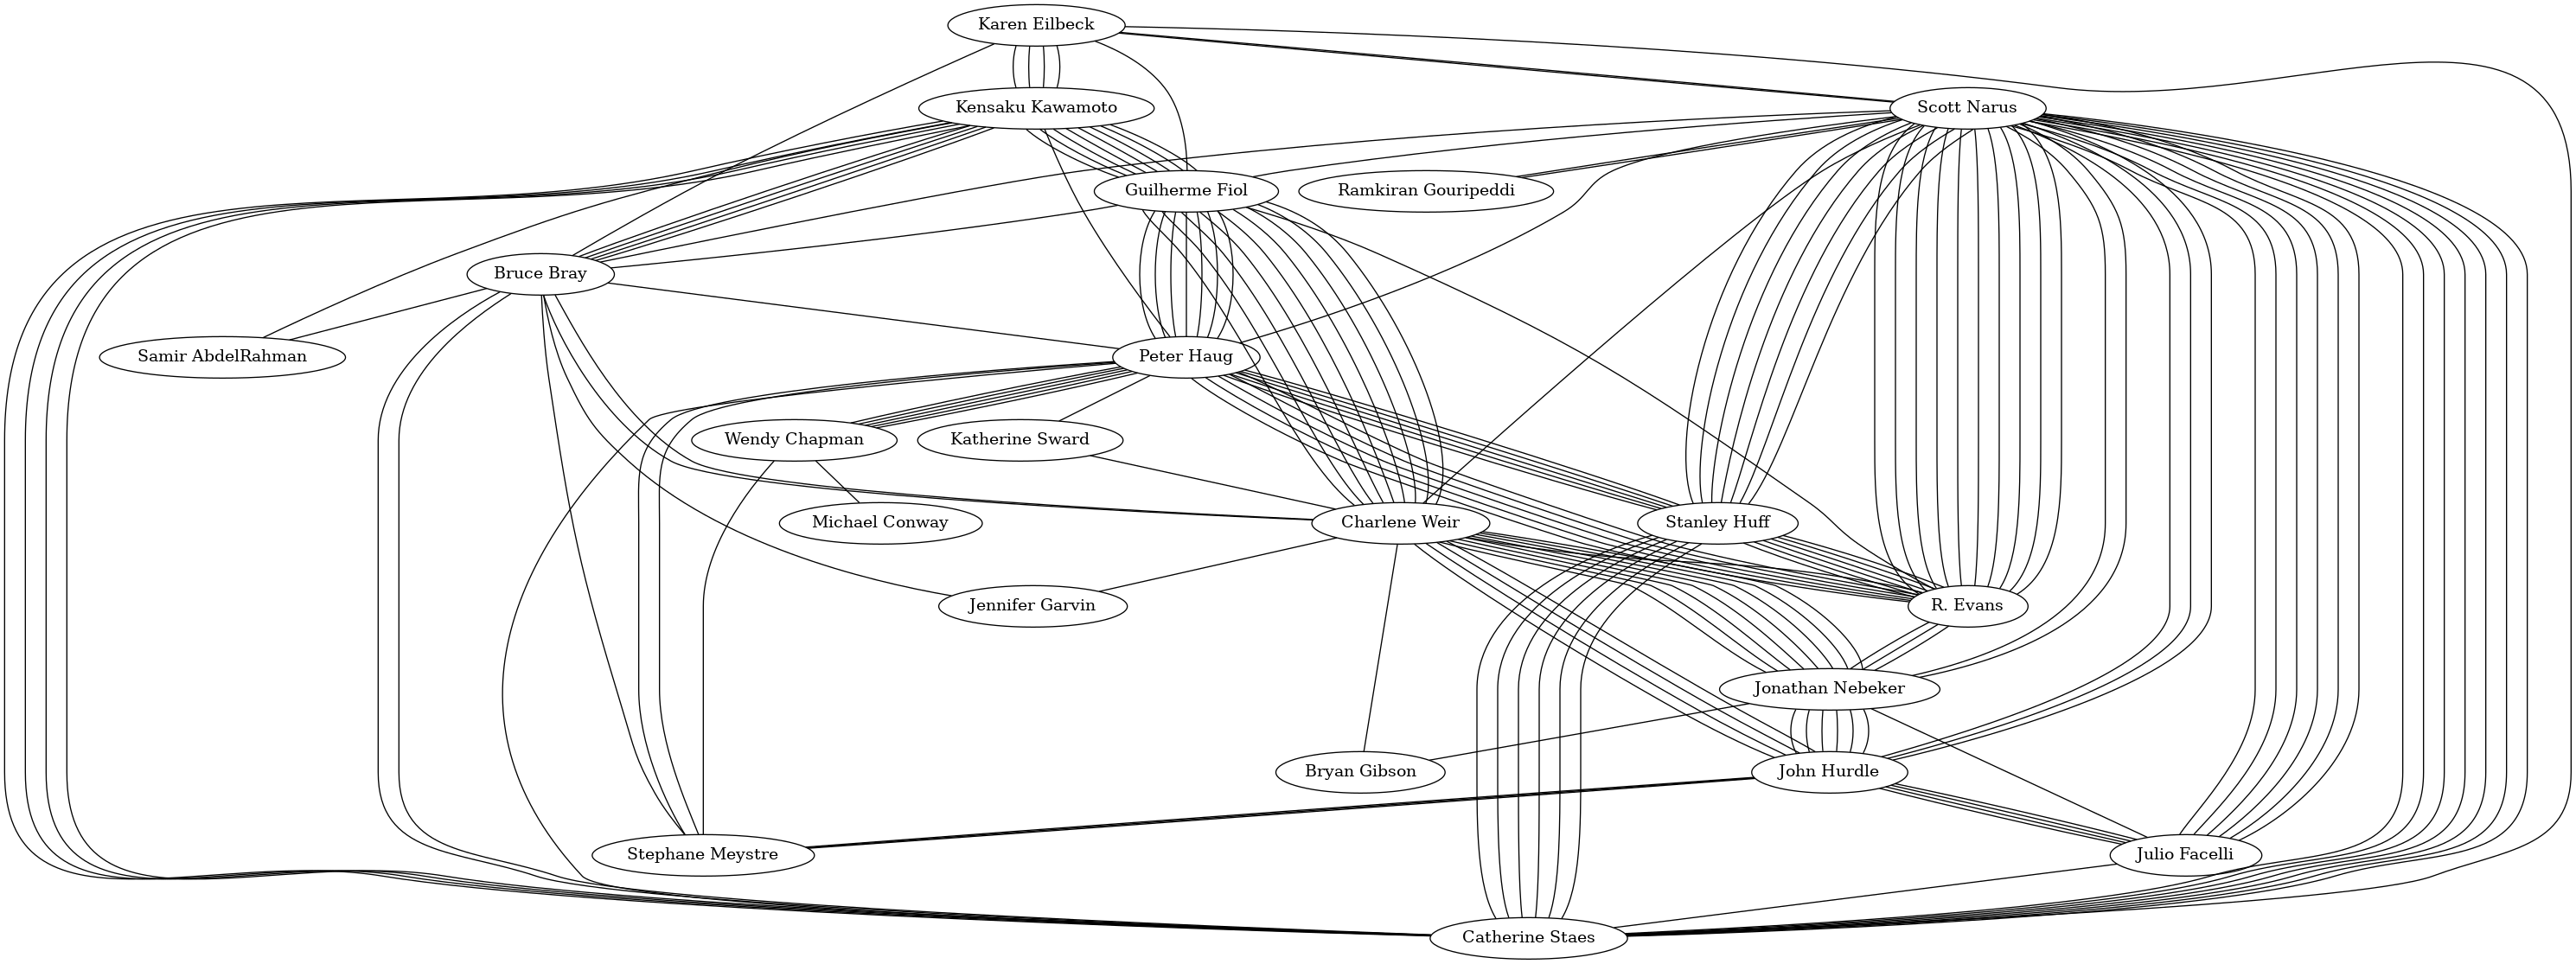 Karen Eilbeck
Kensaku Kawamoto
Scott Narus
Guilherme Fiol
Ramkiran Gouripeddi
Bruce Bray
Samir AbdelRahman
Peter Haug
Wendy Chapman
Katherine Sward
Michael Conway
Charlene Weir
Stanley Huff
Jennifer Garvin
R. Evans
Jonathan Nebeker
Bryan Gibson
John Hurdle
Stephane Meystre
Julio Facelli
Catherine Staes